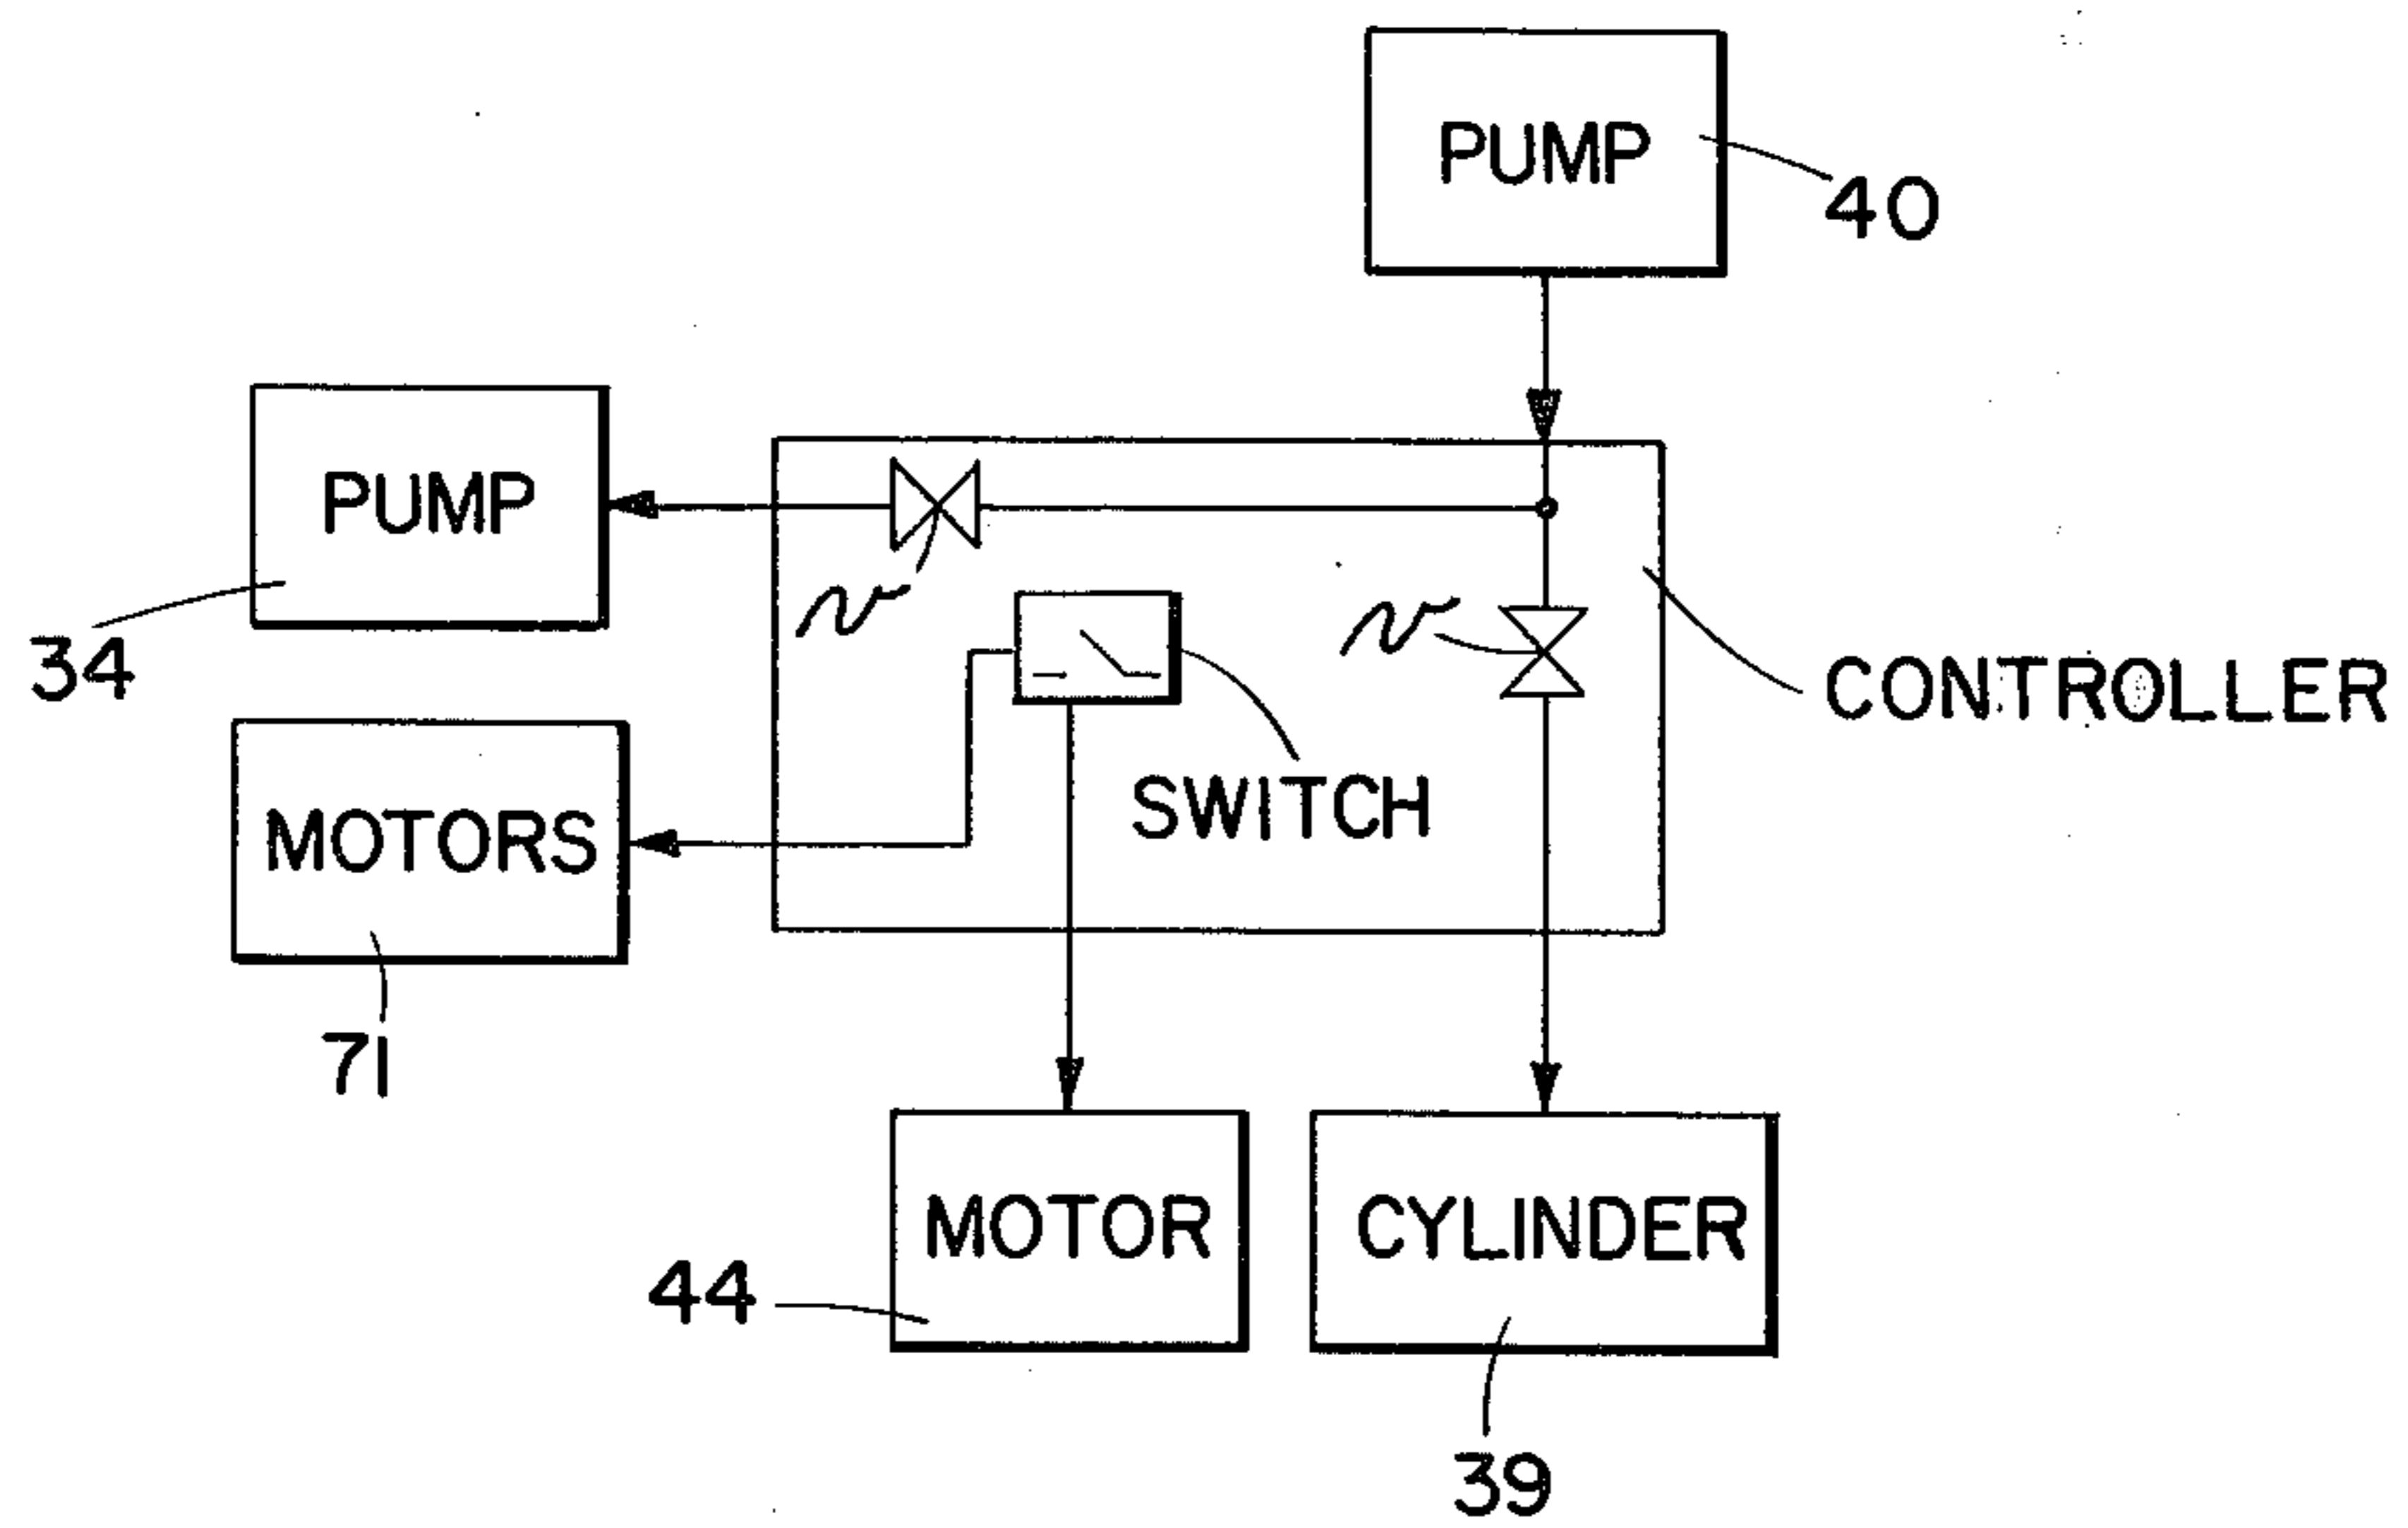 PUMP
40
PUMP
34
v
v
CONTROLLER
SWITCH
MOTORS
71
MOTOR
44
CYLINDER
39